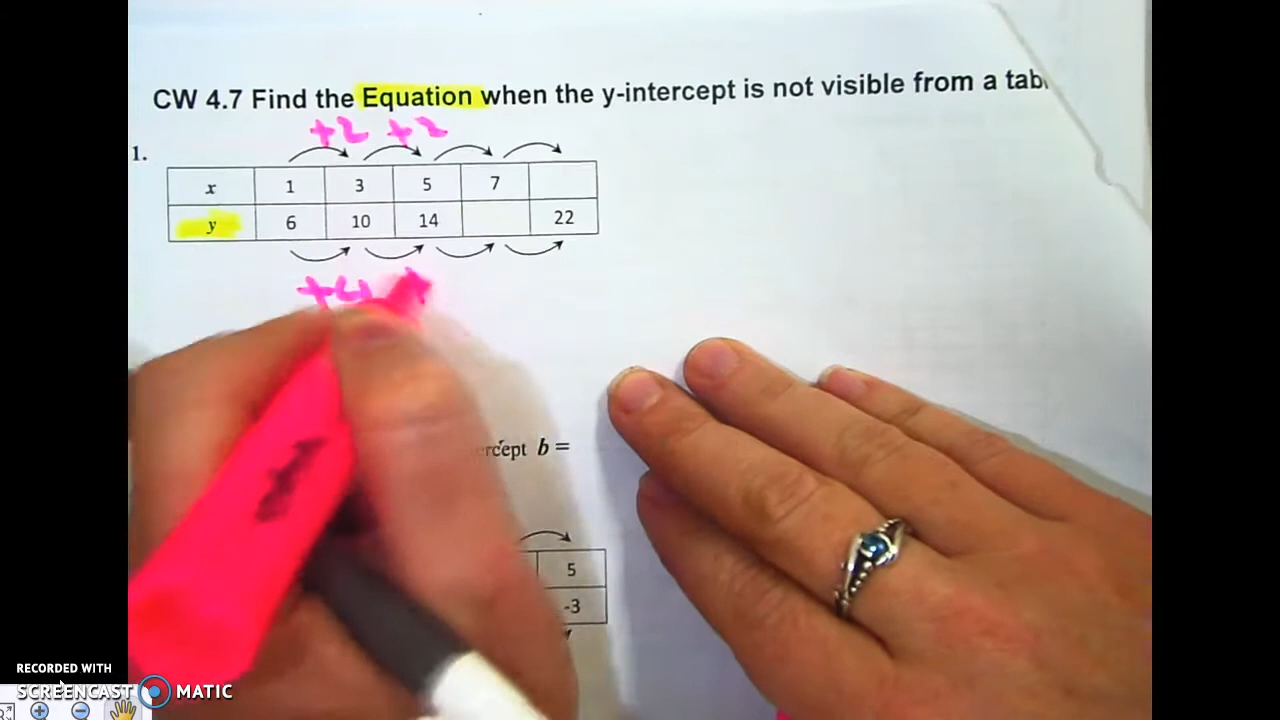 CW 4.7 Find the Equation when the y-intercept is not visible from a tab
+2 +2
1.
x 1 3 5 7
y 6 10 14 22
+4
b =
5
-3
RECORDED WITH
SCREENCAST MATIC